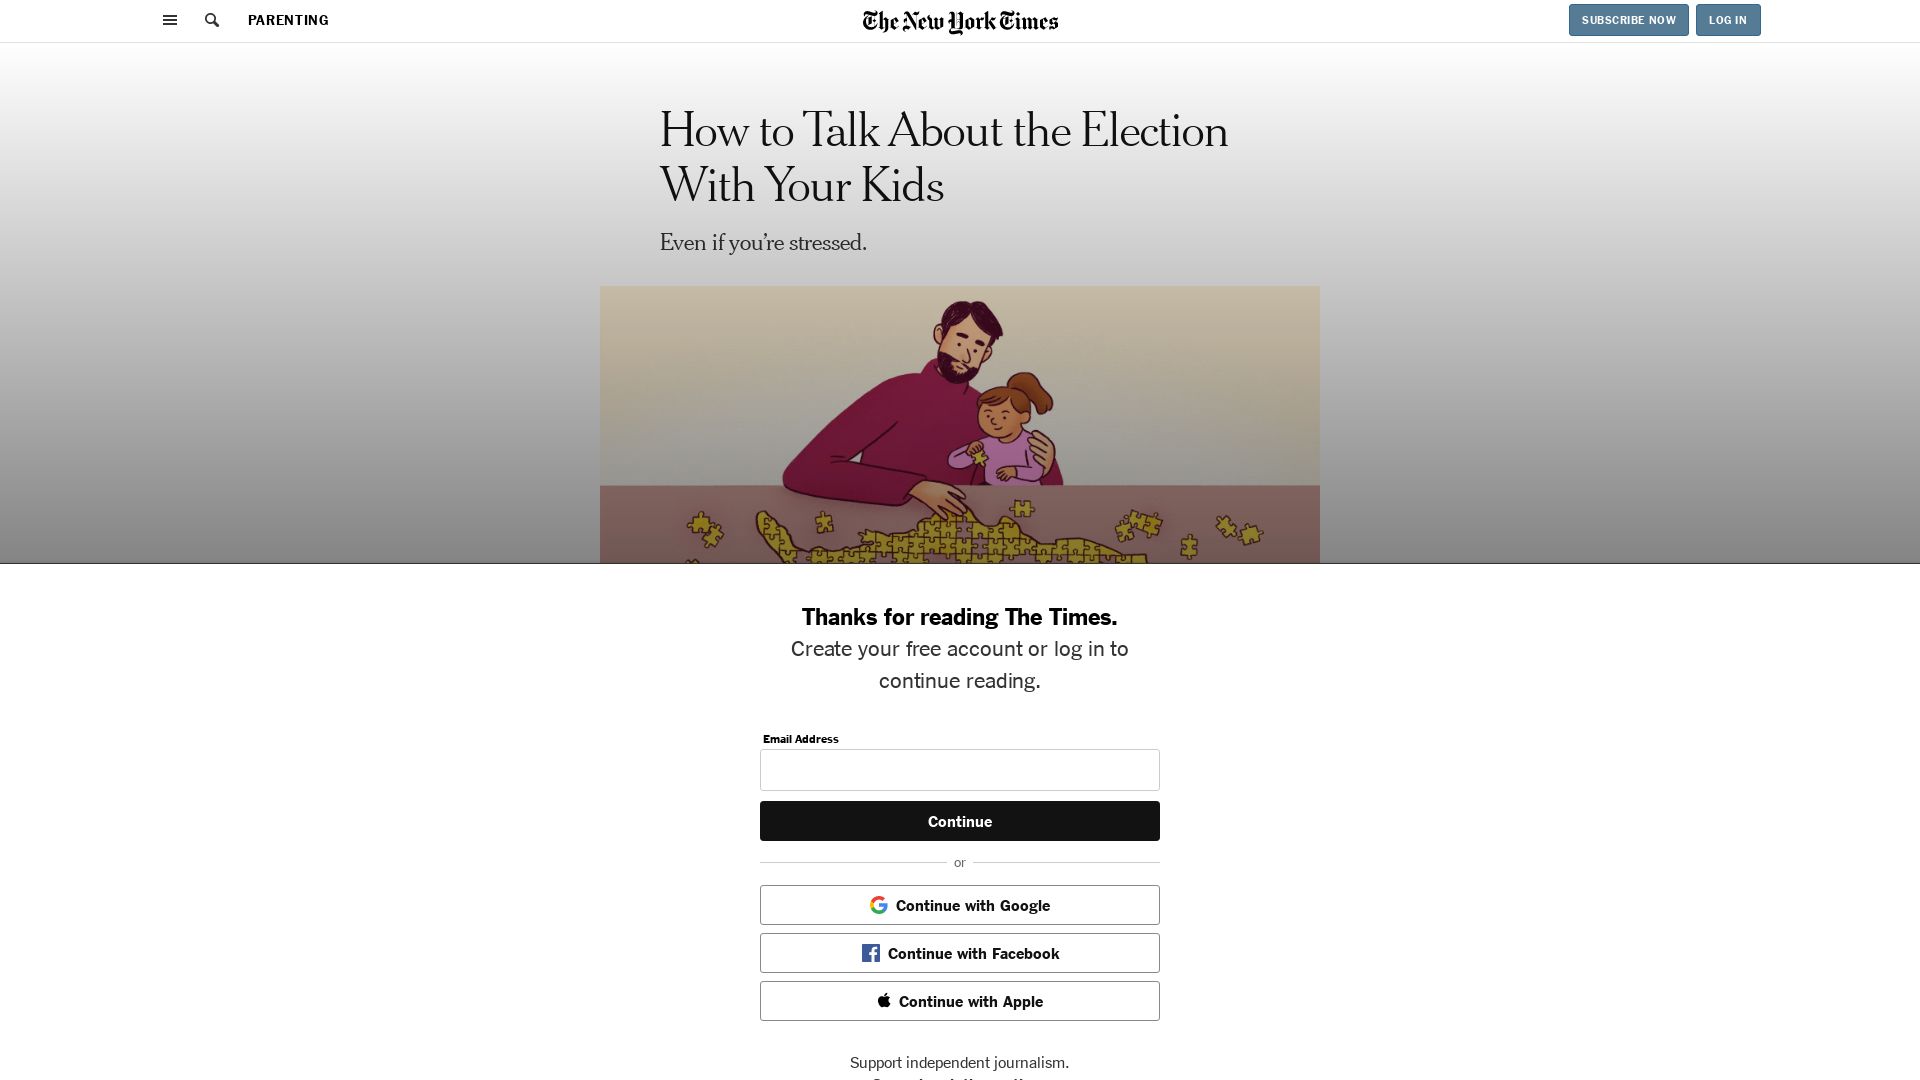 PARENTING
The New York Times
SUBSCRIBE NOW
LOG IN
How to Talk About the Election
With Your Kids
Even if you’re stressed.
Thanks for reading The Times.
Create your free account or log in to
continue reading.
Email Address
Continue
or
Continue with Google
Continue with Facebook
Continue with Apple
Support independent journalism.